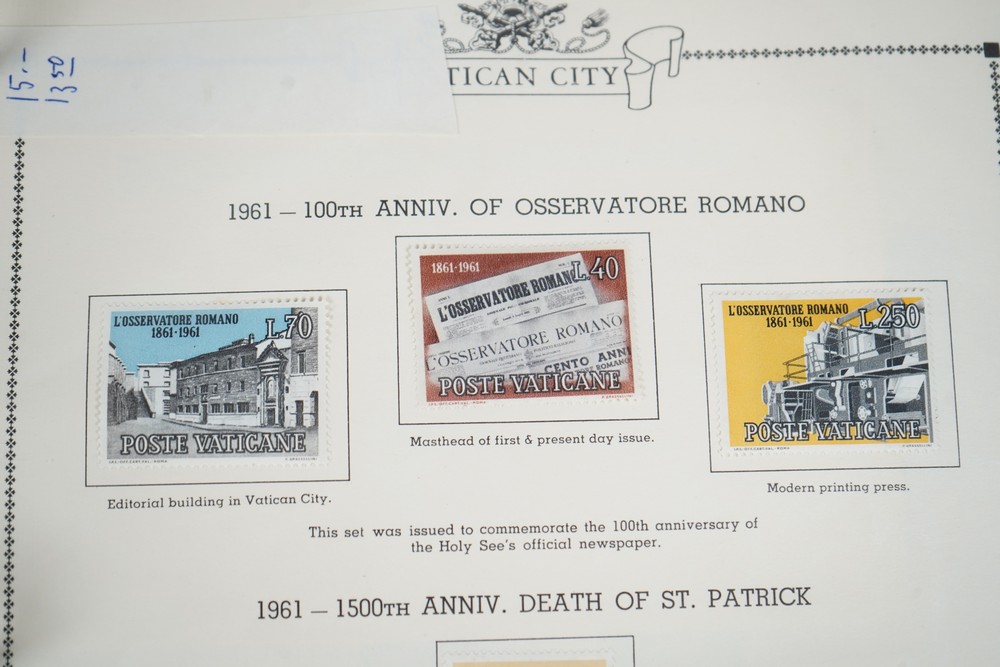 15.-
13 50
TICAN CITY
1961 – 100TH ANNIV. OF OSSERVATORE ROMANO
L'OSSERVATORE ROMANO
1861-1961
L.70
POSTE VATICANE
Editorial building in Vatican City.
1861-1961
L.40
L'OSSERVATORE ROMANO
L'OSSERVATORE ROMANO
CENTO ANNI
POSTE VATICANE
Masthead of first & present day issue.
L'OSSERVATORE ROMANO
1861-1961
L.250
POSTE VATICANE
Modern printing press.
This set was issued to commemorate the 100th anniversary of
the Holy See's official newspaper.
1961 – 1500TH ANNIV. DEATH OF ST. PATRICK